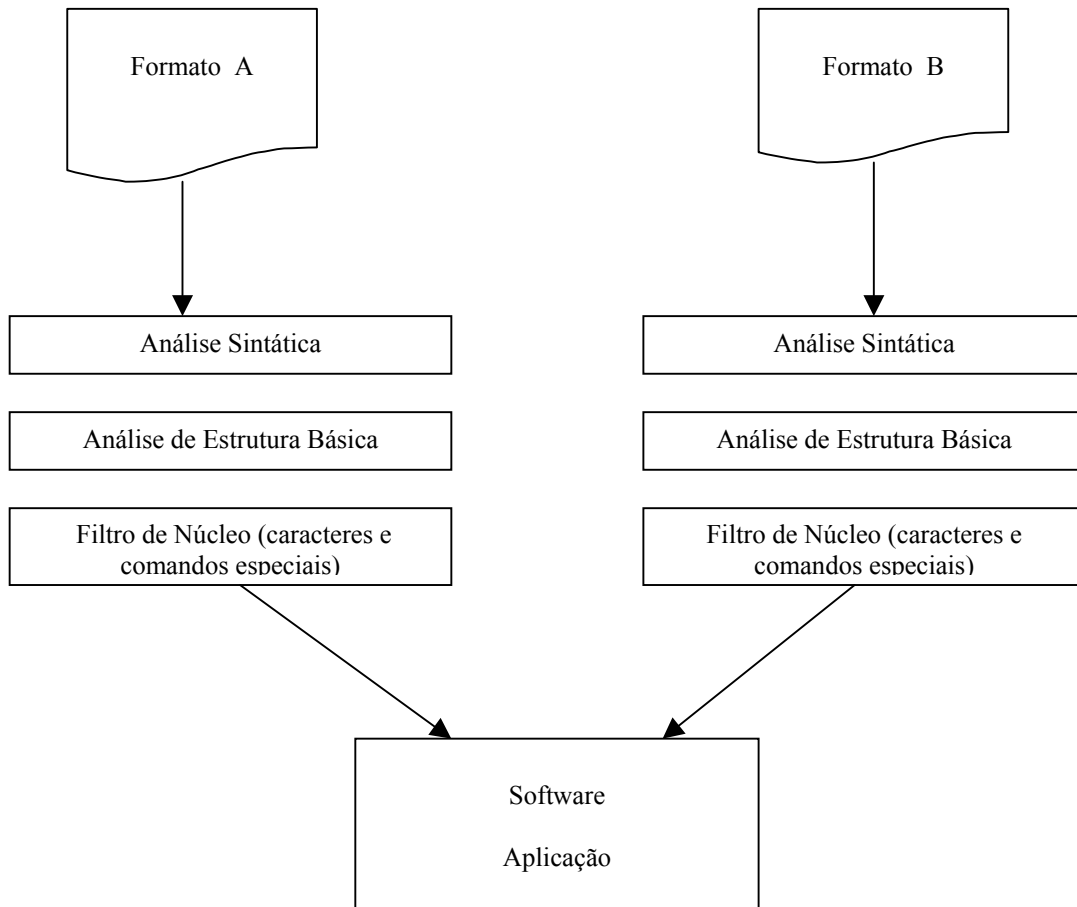 Formato A
Formato B
Análise Sintática
Análise Sintática
Análise de Estrutura Básica
Análise de Estrutura Básica
Filtro de Núcleo (caracteres e
comandos especiais)
Filtro de Núcleo (caracteres e
comandos especiais)
Software
Aplicação